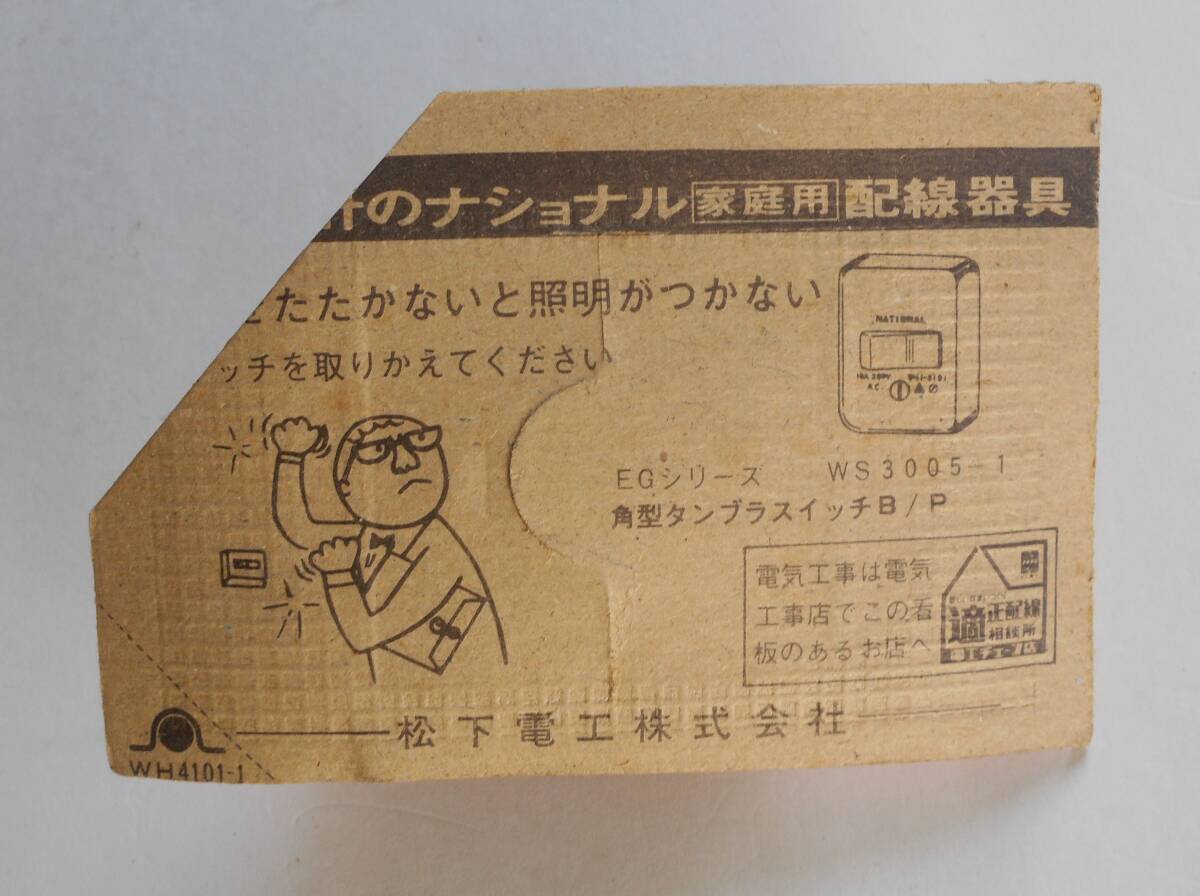 のナショナル 家庭用 配線器具
とたたかないと照明がつかない
ッチを取りかえてください
NATIONAL
AC
EGシリーズ WS3005-1
角型タンブラスイッチB/P
電気工事は電気
工事店でこの看
板のあるお店へ
適
正配線
相談所
松下電工株式会社
WH4101-1